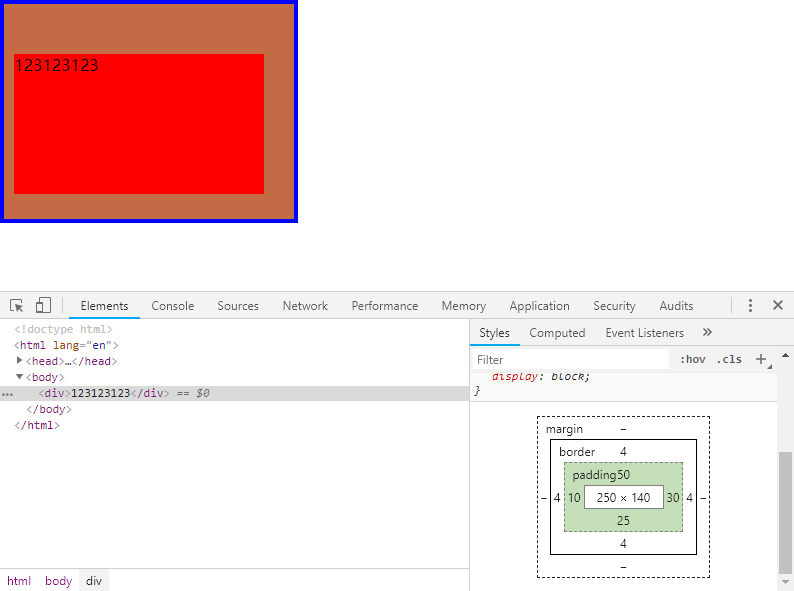 123123123
Elements Console Sources Network Performance Memory Application Security Audits
<!doctype html>
<html lang="en">
<head>…</head>
<body>
<div>123123123</div> == $0
</body>
</html>
html body div
Styles Computed Event Listeners »
Filter :hov .cls +
display: block;
}
margin –
border 4
padding50
– 4 10 250 × 140 30 4 –
25
4
–